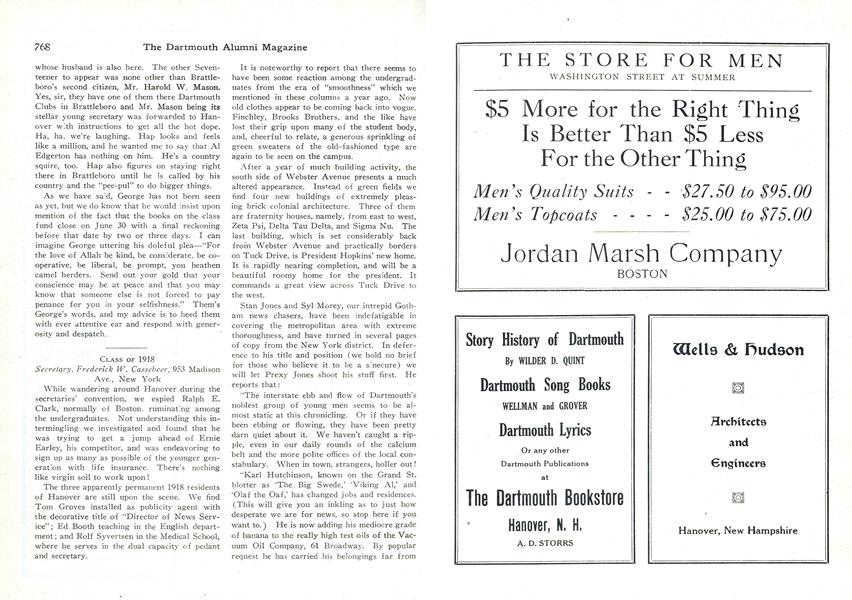 768
The Dartmouth Alumni Magazine
whose husband is also here. The other Seven-
teener to appear was none other than Brattle-
boro's second citizen, Mr. Harold W. Mason.
Yes, sir, they have one of them there Dartmouth
Clubs in Brattleboro and Mr. Mason being its
stellar young secretary was forwarded to Han-
over with instructions to get all the hot dope.
Ha, ha, we're laughing. Hap looks and feels
like a million, and he wanted me to say that Al
Edgerton has nothing on him. He's a country
squire, too. Hap also figures on staying right
there in Brattleboro until he is called by his
country and the "pee-pul" to do bigger things.
As we have said, George has not been seen
as yet, but we do know that he would insist upon
mention of the fact that the books on the class
fund close on June 30 with a final reckoning
before that date by two or three days. I can
imagine George uttering his doleful plea—"For
the love of Allah be kind, be considerate, be co-
operative, be liberal, be prompt, you heathen
camel herders. Send out your gold that your
conscience may be at peace and that you may
know that someone else is not forced to pay
penance for you in your selfishness." Them's
George's words, and my advice is to heed them
with ever attentive ear and respond with gener-
osity and despatch.
Class of 1918
Secretary, Frederick W. Cassebeer, 953 Madison
Ave., New York
While wandering around Hanover during the
secretaries' convention, we espied Ralph E.
Clark, normally of Boston, ruminating among
the undergraduates. Not understanding this in-
termingling we investigated and found that he
was trying to get a jump ahead of Ernie
Earley, his competitor, and was endeavoring to
sign up as many as possible of the younger gen-
eration with life insurance. There's nothing
like virgin soil to work upon!
The three apparently permanent 1918 residents
of Hanover are still upon the scene. We find
Tom Groves installed as publicity agent with
the decorative title of "Director of News Serv-
ice"; Ed Booth teaching in the English depart-
ment; and Rolf Syvertsen in the Medical School,
where he serves in the dual capacity of pedant
and secretary.
It is noteworthy to report that there seems to
have been some reaction among the undergrad-
uates from the era of "smoothness" which we
mentioned in these columns a year ago. Now
old clothes appear to be coming back into vogue.
Finchley, Brooks Brothers, and the like have
lost their grip upon many of the student body,
and, cheerful to relate, a generous sprinkling of
green sweaters of the old-fashioned type are
again to be seen on the campus.
After a year of much building activity, the
south side of Webster Avenue presents a much
altered appearance. Instead of green fields we
find four new buildings of extremely pleas-
ing brick colonial architecture. Three of them
are fraternity houses, namely, from east to west,
Zeta Psi, Delta Tau Delta, and Sigma Nu. The
last building, which is set considerably back
from Webster Avenue and practically borders
on Tuck Drive, is President Hopkins' new home.
It is rapidly nearing completion, and will be a
beautiful roomy home for the president. It
commands a great view across Tuck Drive to
the west.
Stan Jones and Syl Morey, our intrepid Goth-
am news chasers, have been indefatigable in
covering the metropolitan area with extreme
thoroughness, and have turned in several pages
of copy from the New York district. In defer-
ence to his title and position (we hold no brief
for those who believe it to be a sinecure) we
will let Prexy Jones shoot his stuff first. He
reports that:
"The interstate ebb and flow of Dartmouth's
noblest group of young men seems to be al-
most static at this chronicling. Or if they have
been ebbing or flowing, they have been pretty
darn quiet about it. We haven't caught a rip-
ple, even in our daily rounds of the calcium
belt and the more polite offices of the local con-
stabulary. When in town, strangers, holler out!
"Karl Hutchinson, known on the Grand St.
blotter as 'The Big Swede,' 'Viking Al,' and
'Olaf the Oaf,' has changed jobs and residences.
(This will give you an inkling as to just how
desperate we are for news, so stop here if you
want to.) He is now adding his mediocre grade
of banana to the really high test oils of the Vac-
uum Oil Company, 61 Broadway. By popular
request he has carried his belongings far from
THE STORE FOR MEN
WASHINGTON STREET AT SUMMER
$5 More for the Right Thing
Is Better Than $5 Less
For the Other Thing
Men's Quality Suits - - $27.50 to $95.00
Men's Topcoats - - - - $25.00 to $75.00
Jordan Marsh Company
BOSTON
Story History of Dartmouth
By WILDER D. QUINT
Dartmouth Song Books
WELLMAN and GROVER
Dartmouth Lyrics
Or any other
Dartmouth Publications
at
The Dartmouth Bookstore
Hanover, N. H.
A. D. STORRS
Wells & Hudson
Architects
and
Engineers
Hanover, New Hampshire